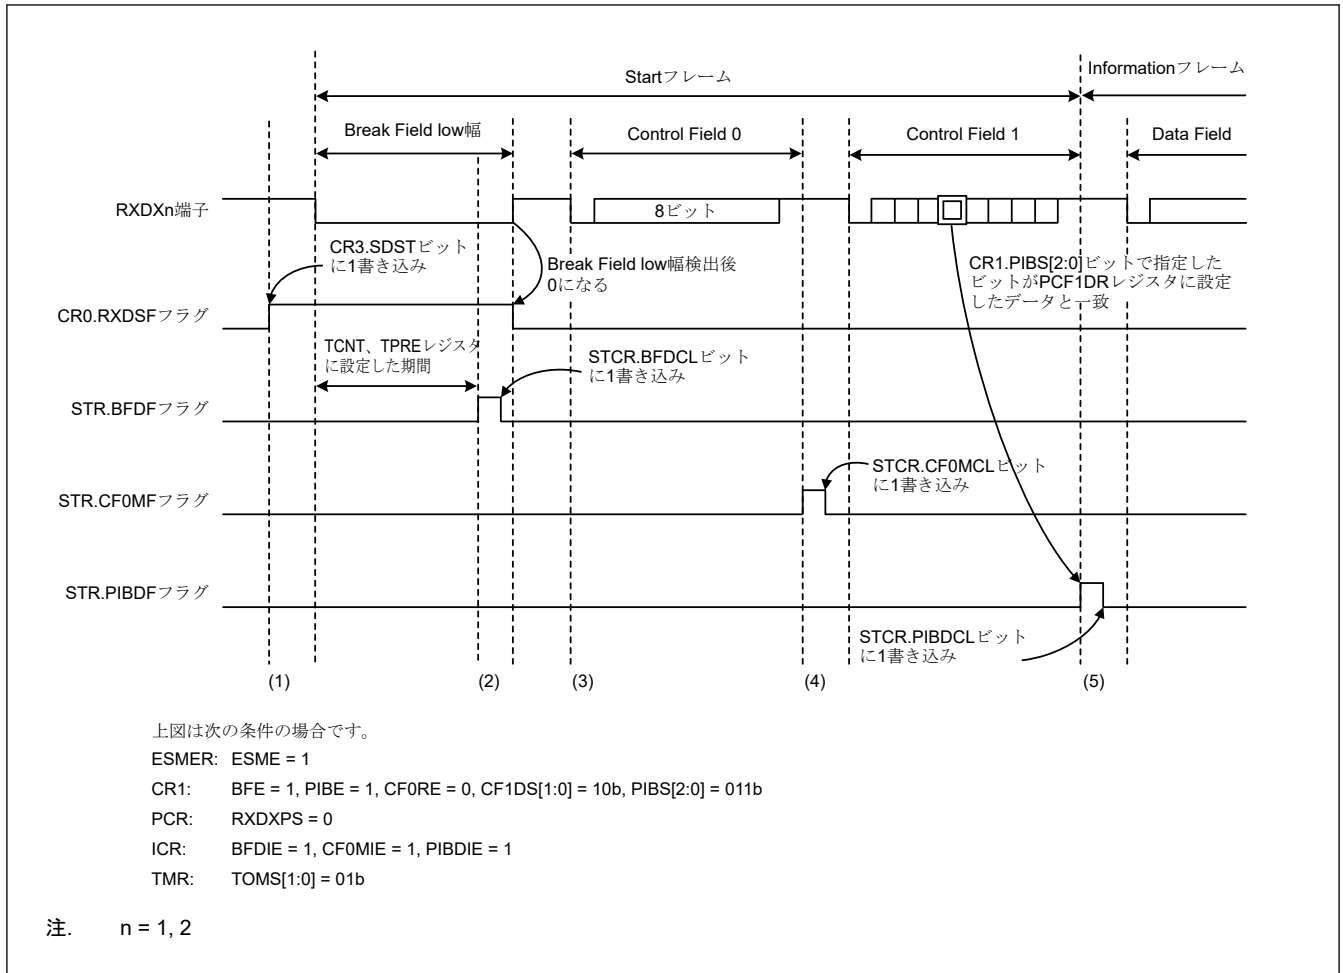 Startフレーム
Informationフレーム
Break Field low幅
Control Field 0
Control Field 1
Data Field
RXDXn端子
8ビット
CR3.SDSTビット
に1書き込み
Break Field low幅検出後
0になる
CR1.PIBS[2:0]ビットで指定した
ビットがPCF1DRレジスタに設定
したデータと一致
CR0.RXDSFフラグ
TCNT、TPREレジスタ
に設定した期間
STCR.BFDCLビット
に1書き込み
STR.BFDFフラグ
STCR.CF0MCLビット
に1書き込み
STR.CF0MFフラグ
STR.PIBDFフラグ
STCR.PIBDCLビット
に1書き込み
(1)
(2)
(3)
(4)
(5)
上図は次の条件の場合です。
ESMER: ESME = 1
CR1: BFE = 1, PIBE = 1, CF0RE = 0, CF1DS[1:0] = 10b, PIBS[2:0] = 011b
PCR: RXDXPS = 0
ICR: BFDIE = 1, CF0MIE = 1, PIBDIE = 1
TMR: TOMS[1:0] = 01b
注. n = 1, 2